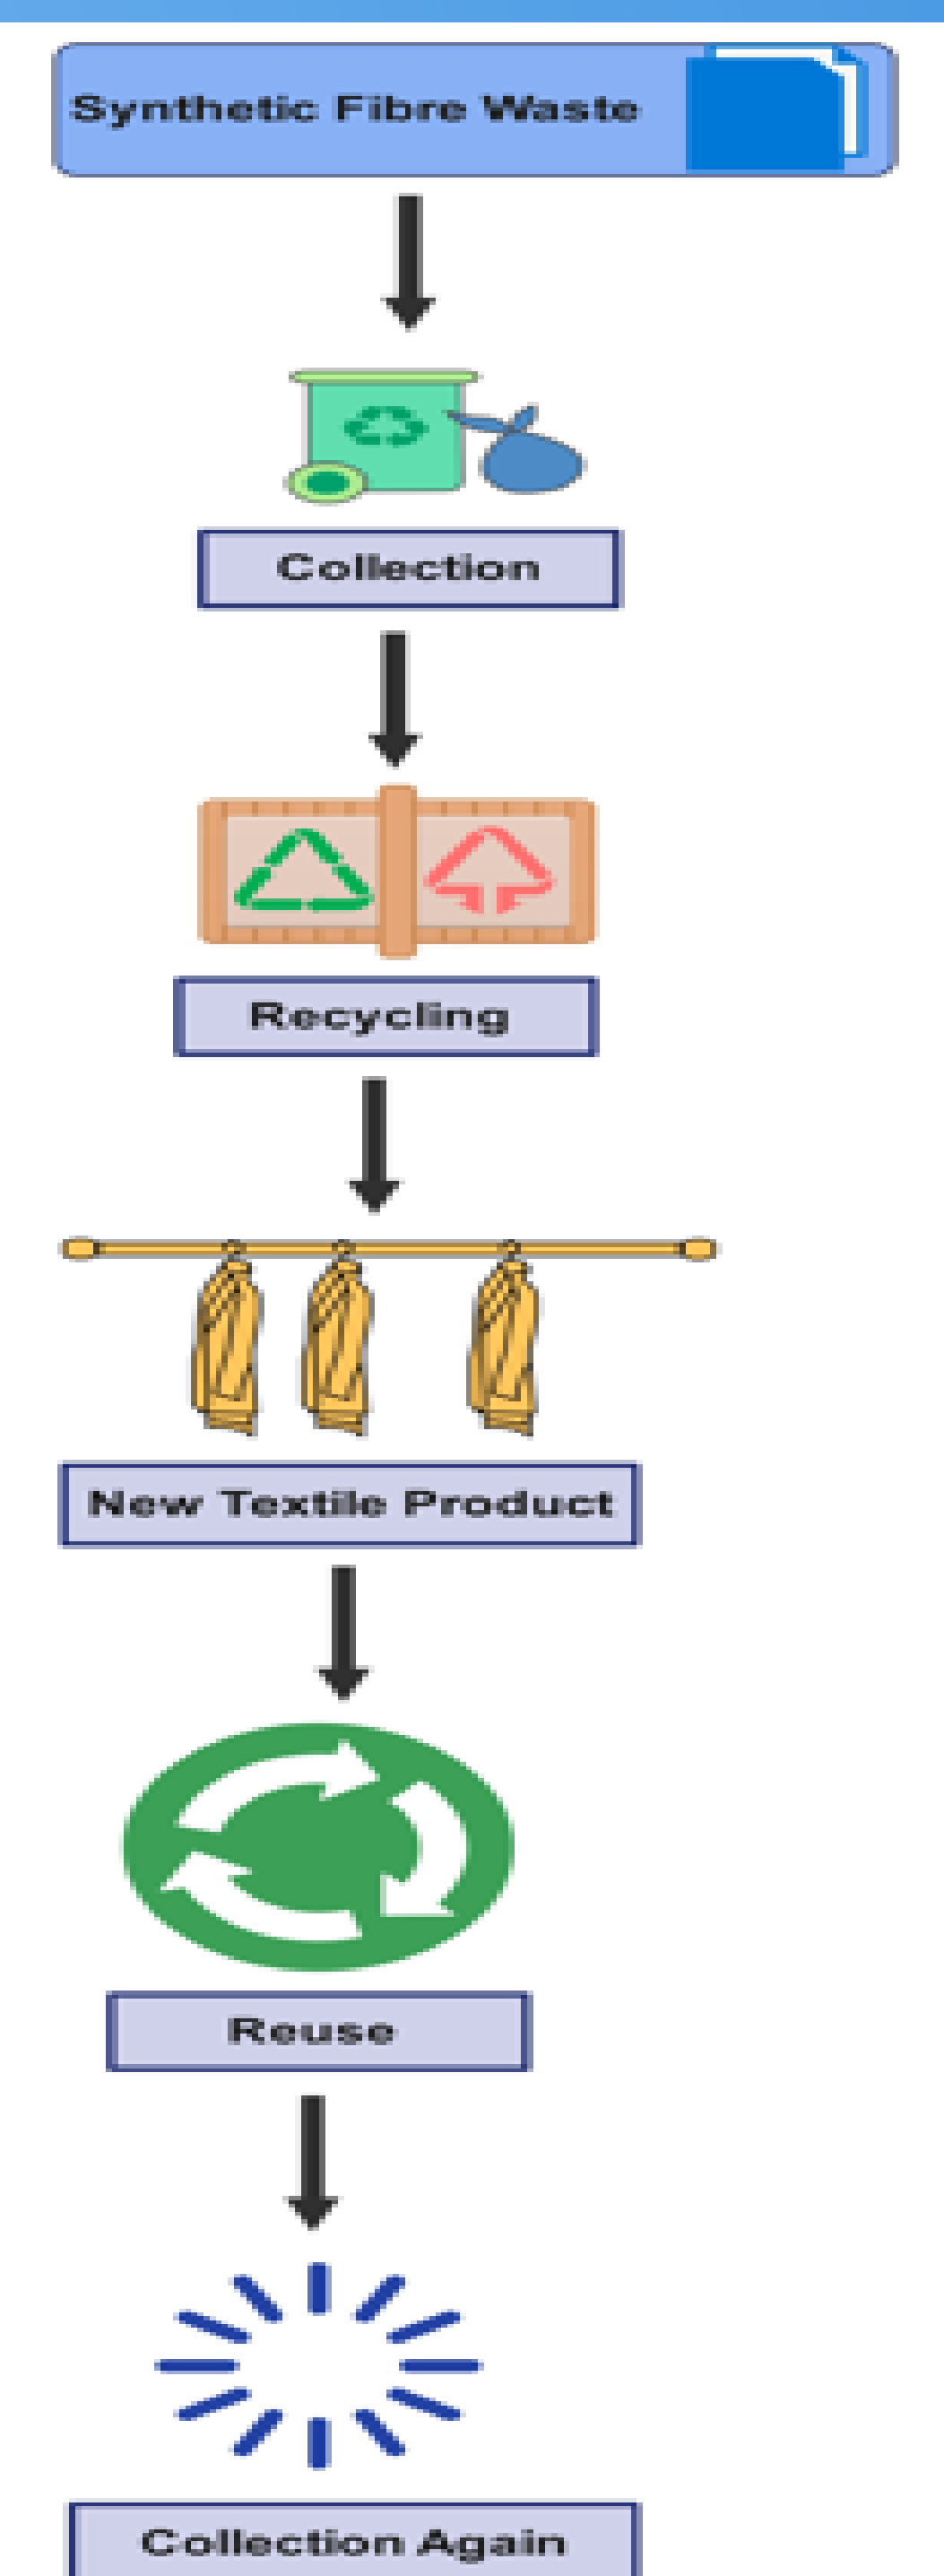 Synthetic Fibre Waste
Collection
Recycling
New Textile Product
Reuse
Collection Again